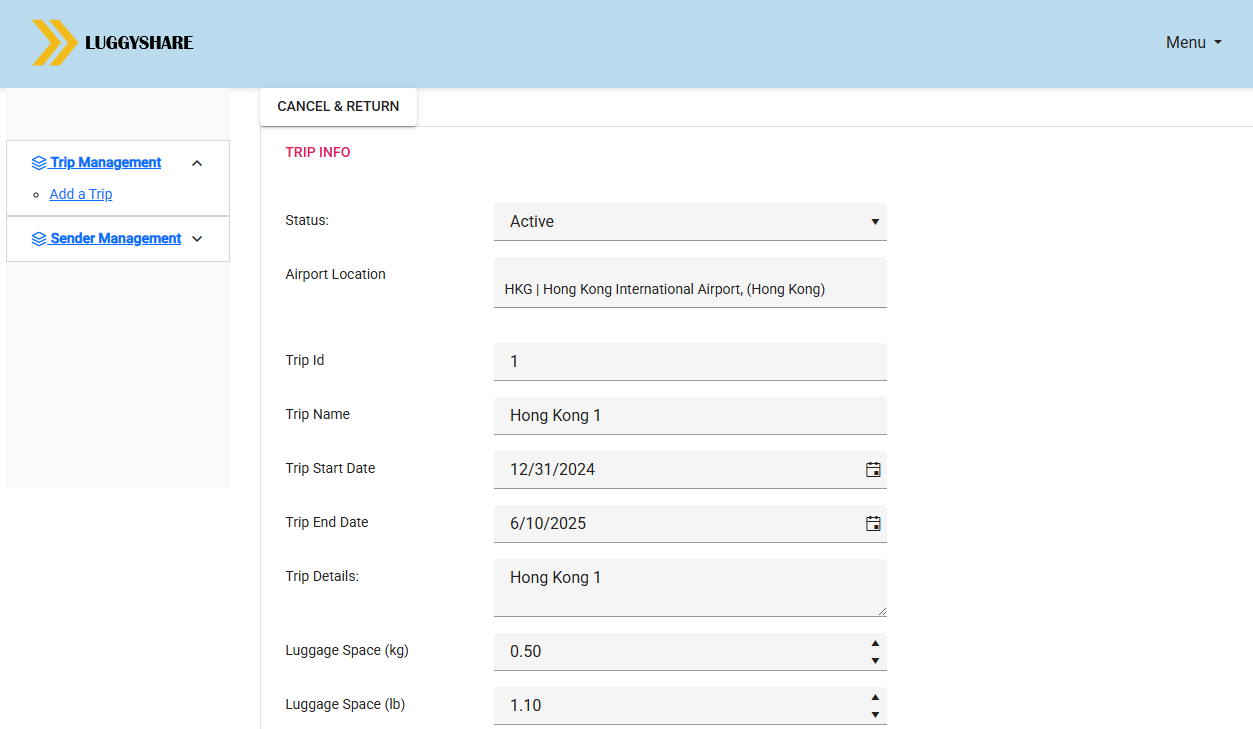 LUGGYSHARE
Menu
CANCEL & RETURN
Trip Management
Add a Trip
Sender Management
TRIP INFO
Status:
Active
Airport Location
HKG | Hong Kong International Airport, (Hong Kong)
Trip Id
1
Trip Name
Hong Kong 1
Trip Start Date
12/31/2024
Trip End Date
6/10/2025
Trip Details:
Hong Kong 1
Luggage Space (kg)
0.50
Luggage Space (lb)
1.10